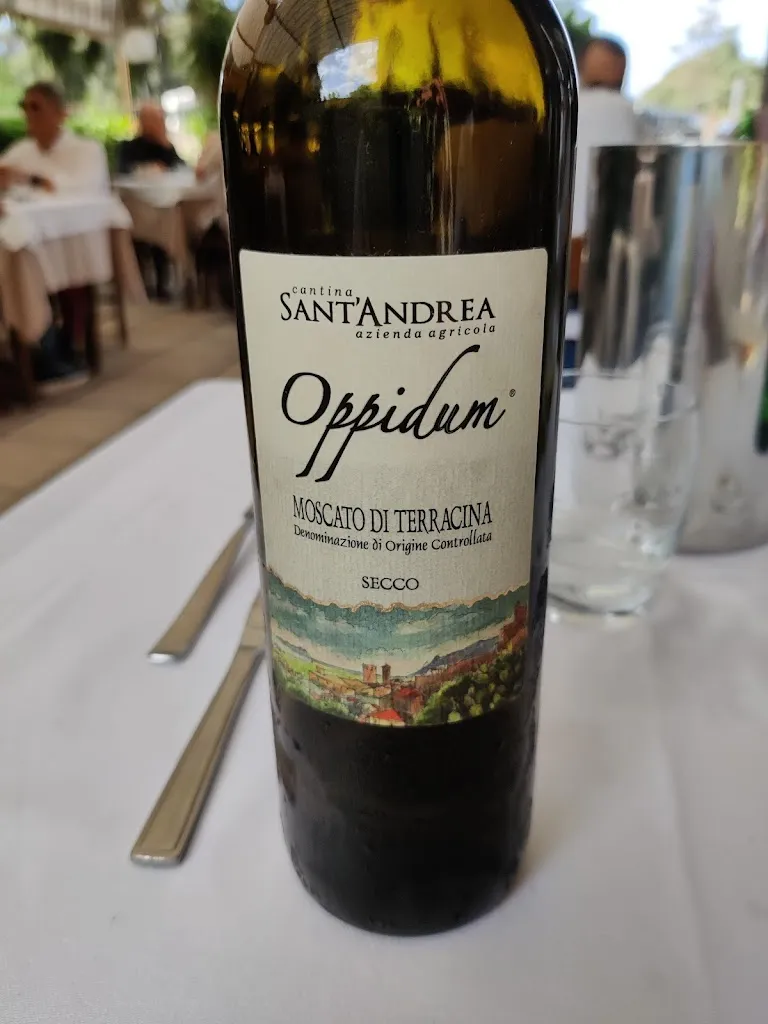 cantina
SANT'ANDREA
azienda agricola
Oppidum®
MOSCATO DI TERRACINA
Denominazione di Origine Controllata
SECCO